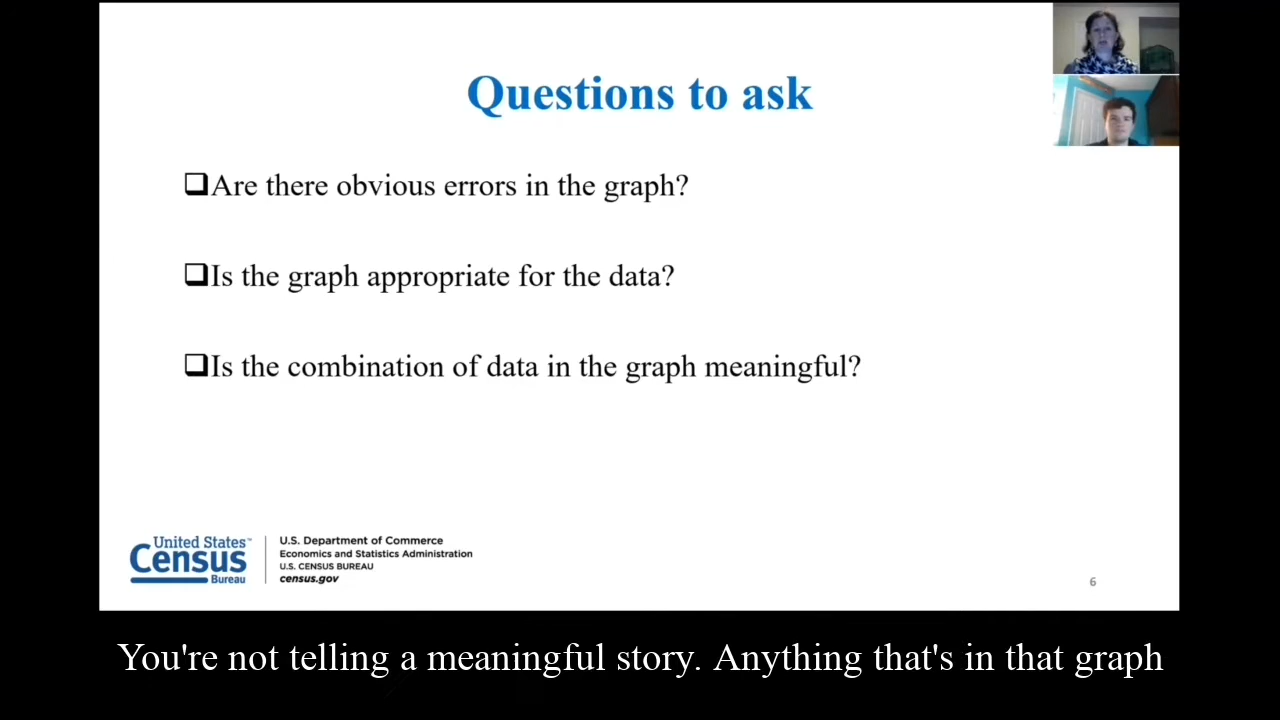 Questions to ask
❑Are there obvious errors in the graph?
❑Is the graph appropriate for the data?
❑Is the combination of data in the graph meaningful?
United States™
Census
Bureau
U.S. Department of Commerce
Economics and Statistics Administration
U.S. CENSUS BUREAU
census.gov
6
You're not telling a meaningful story. Anything that's in that graph